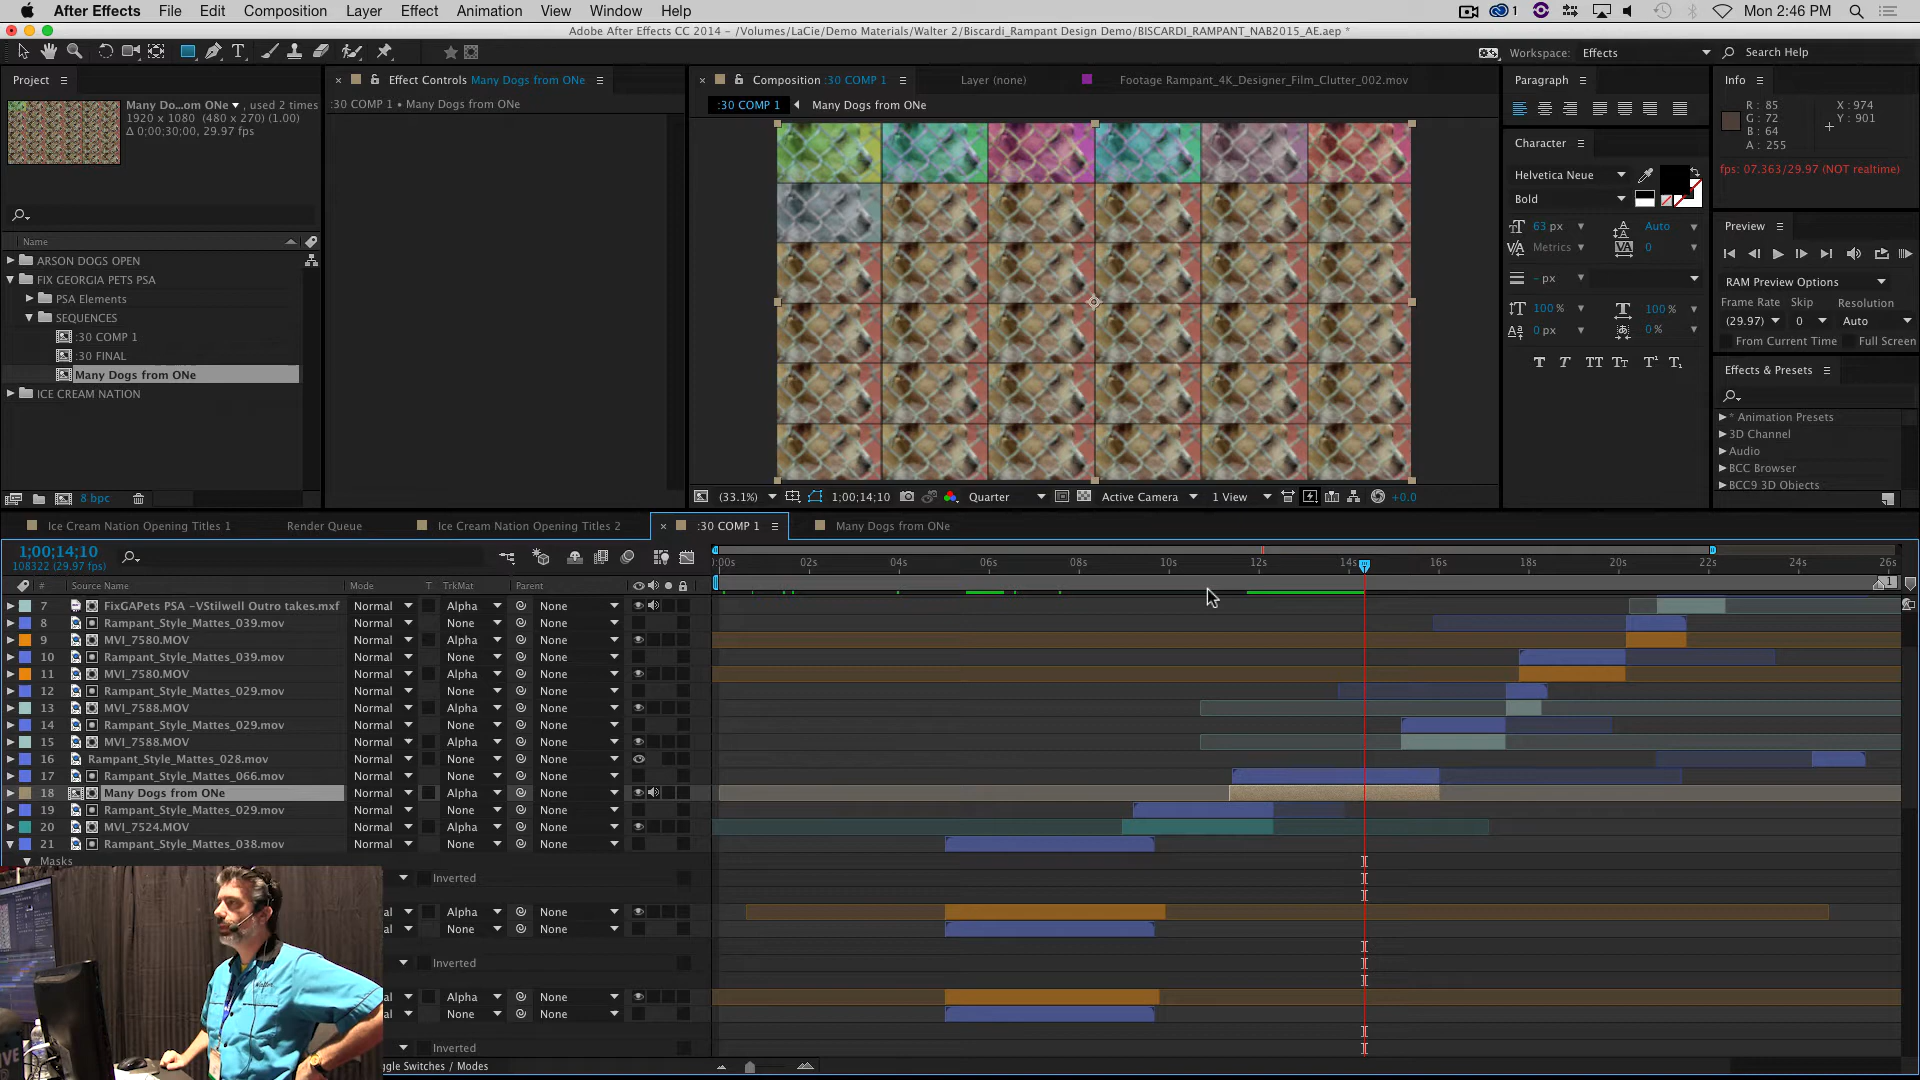 After Effects File Edit Composition Layer Effect Animation View Window Help 1 Mon 2:46 PM
Adobe After Effects CC 2014 - /Volumes/LaCie/Demo Materials/Walter 2/Biscardi_Rampant Design Demo/BISCARDI_RAMPANT_NAB2015_AE.aep *
Workspace: Effects Search Help
Project Effect Controls Many Dogs from ONe Composition :30 COMP 1 Layer (none) Footage Rampant_4K_Designer_Film_Clutter_002.mov Paragraph Info
Many Do...om ONe , used 2 times
1920 x 1080 (480 x 270) (1.00)
Δ 0;00;30;00, 29.97 fps
:30 COMP 1 • Many Dogs from ONe
:30 COMP 1 Many Dogs from ONe
R : 85
G : 72
B : 64
A : 255
X : 974
Y : 901
fps: 07.363/29.97 (NOT realtime)
Character
Helvetica Neue
Bold
63 px Auto
Metrics 0
- px
100 % 100 %
0 px 0 %
T T TT Tт T¹ T₁
Preview
RAM Preview Options
Frame Rate Skip Resolution
(29.97) 0 Auto
From Current Time Full Screen
Effects & Presets
* Animation Presets
3D Channel
Audio
BCC Browser
BCC9 3D Objects
Name
ARSON DOGS OPEN
FIX GEORGIA PETS PSA
PSA Elements
SEQUENCES
:30 COMP 1
:30 FINAL
Many Dogs from ONe
ICE CREAM NATION
8 bpc
(33.1%) 1;00;14;10 Quarter Active Camera 1 View +0.0
Ice Cream Nation Opening Titles 1 Render Queue Ice Cream Nation Opening Titles 2 :30 COMP 1 Many Dogs from ONe
1;00;14;10
108322 (29.97 fps)
0:00s 02s 04s 06s 08s 10s 12s 14s 16s 18s 20s 22s 24s 26s
# Source Name Mode T TrkMat Parent
1
7 FixGAPets PSA -VStilwell Outro takes.mxf Normal Alpha None
8 Rampant_Style_Mattes_039.mov Normal None None
9 MVI_7580.MOV Normal Alpha None
10 Rampant_Style_Mattes_039.mov Normal None None
11 MVI_7580.MOV Normal Alpha None
12 Rampant_Style_Mattes_029.mov Normal None None
13 MVI_7588.MOV Normal Alpha None
14 Rampant_Style_Mattes_029.mov Normal None None
15 MVI_7588.MOV Normal Alpha None
16 Rampant_Style_Mattes_028.mov Normal None None
17 Rampant_Style_Mattes_066.mov Normal None None
18 Many Dogs from ONe Normal Alpha None
19 Rampant_Style_Mattes_029.mov Normal None None
20 MVI_7524.MOV Normal Alpha None
21 Rampant_Style_Mattes_038.mov Normal None None
Masks
Inverted
Alpha None
None None
Inverted
Alpha None
None None
Inverted
ggle Switches / Modes